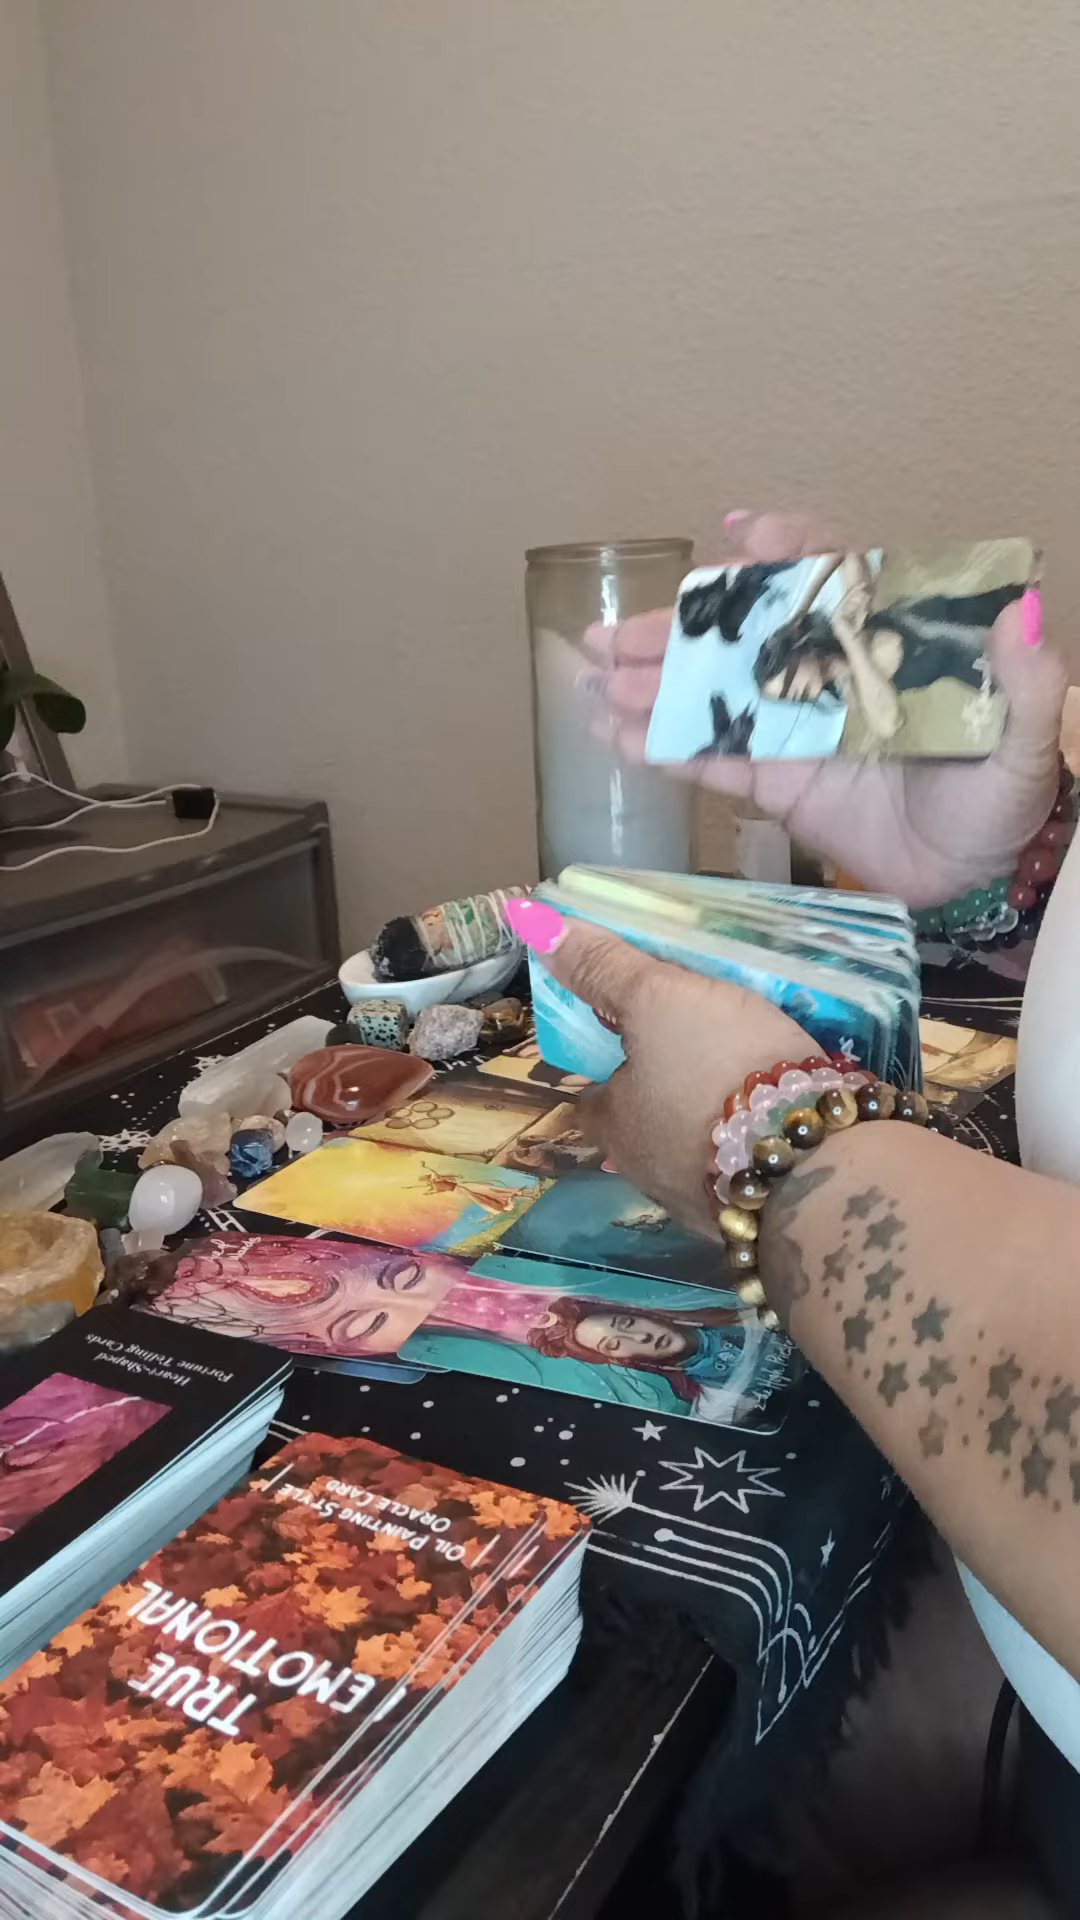 Heart-Shaped
Fortune Telling Cards
| OIL PAINTING STYLE |
ORACLE CARD
TRUE
EMOTIONAL